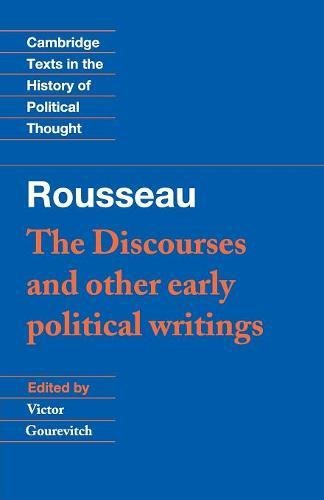 Cambridge
Texts in the
History of
Political
Thought
Rousseau
The Discourses
and other early
political writings
Edited by
Victor
Gourevitch